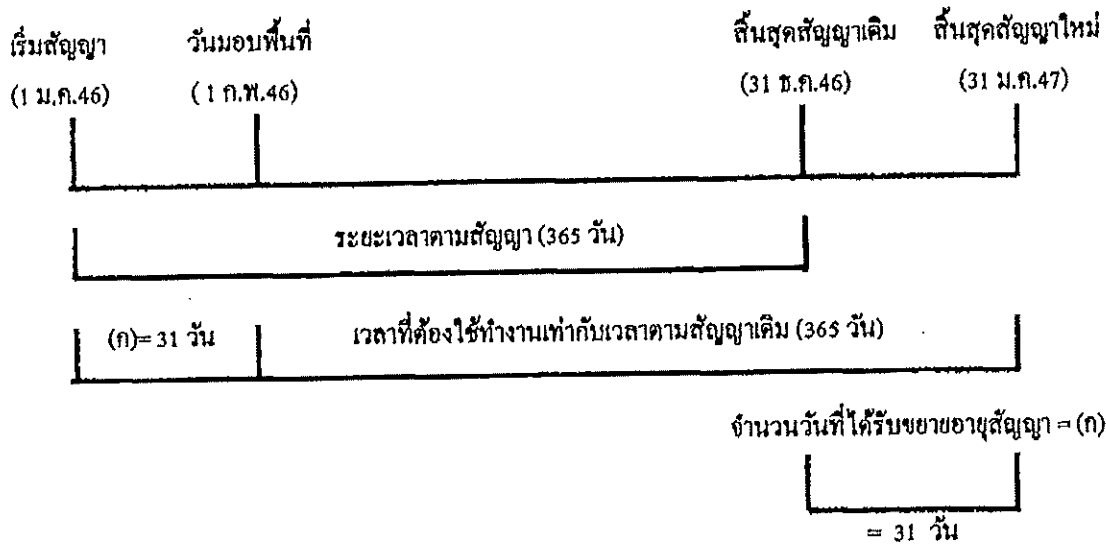 เริ่มสัญญา วันมอบพื้นที่ สิ้นสุดสัญญาเดิม สิ้นสุดสัญญาใหม่
(1 ม.ค.46) (1 ก.พ.46) (31 ธ.ค.46) (31 ม.ค.47)
ระยะเวลาตามสัญญา (365 วัน)
(ก)= 31 วัน เวลาที่ต้องใช้ทำงานเท่ากับเวลาตามสัญญาเดิม (365 วัน)
จำนวนวันที่ได้รับขยายอายุสัญญา = (ก)
= 31 วัน